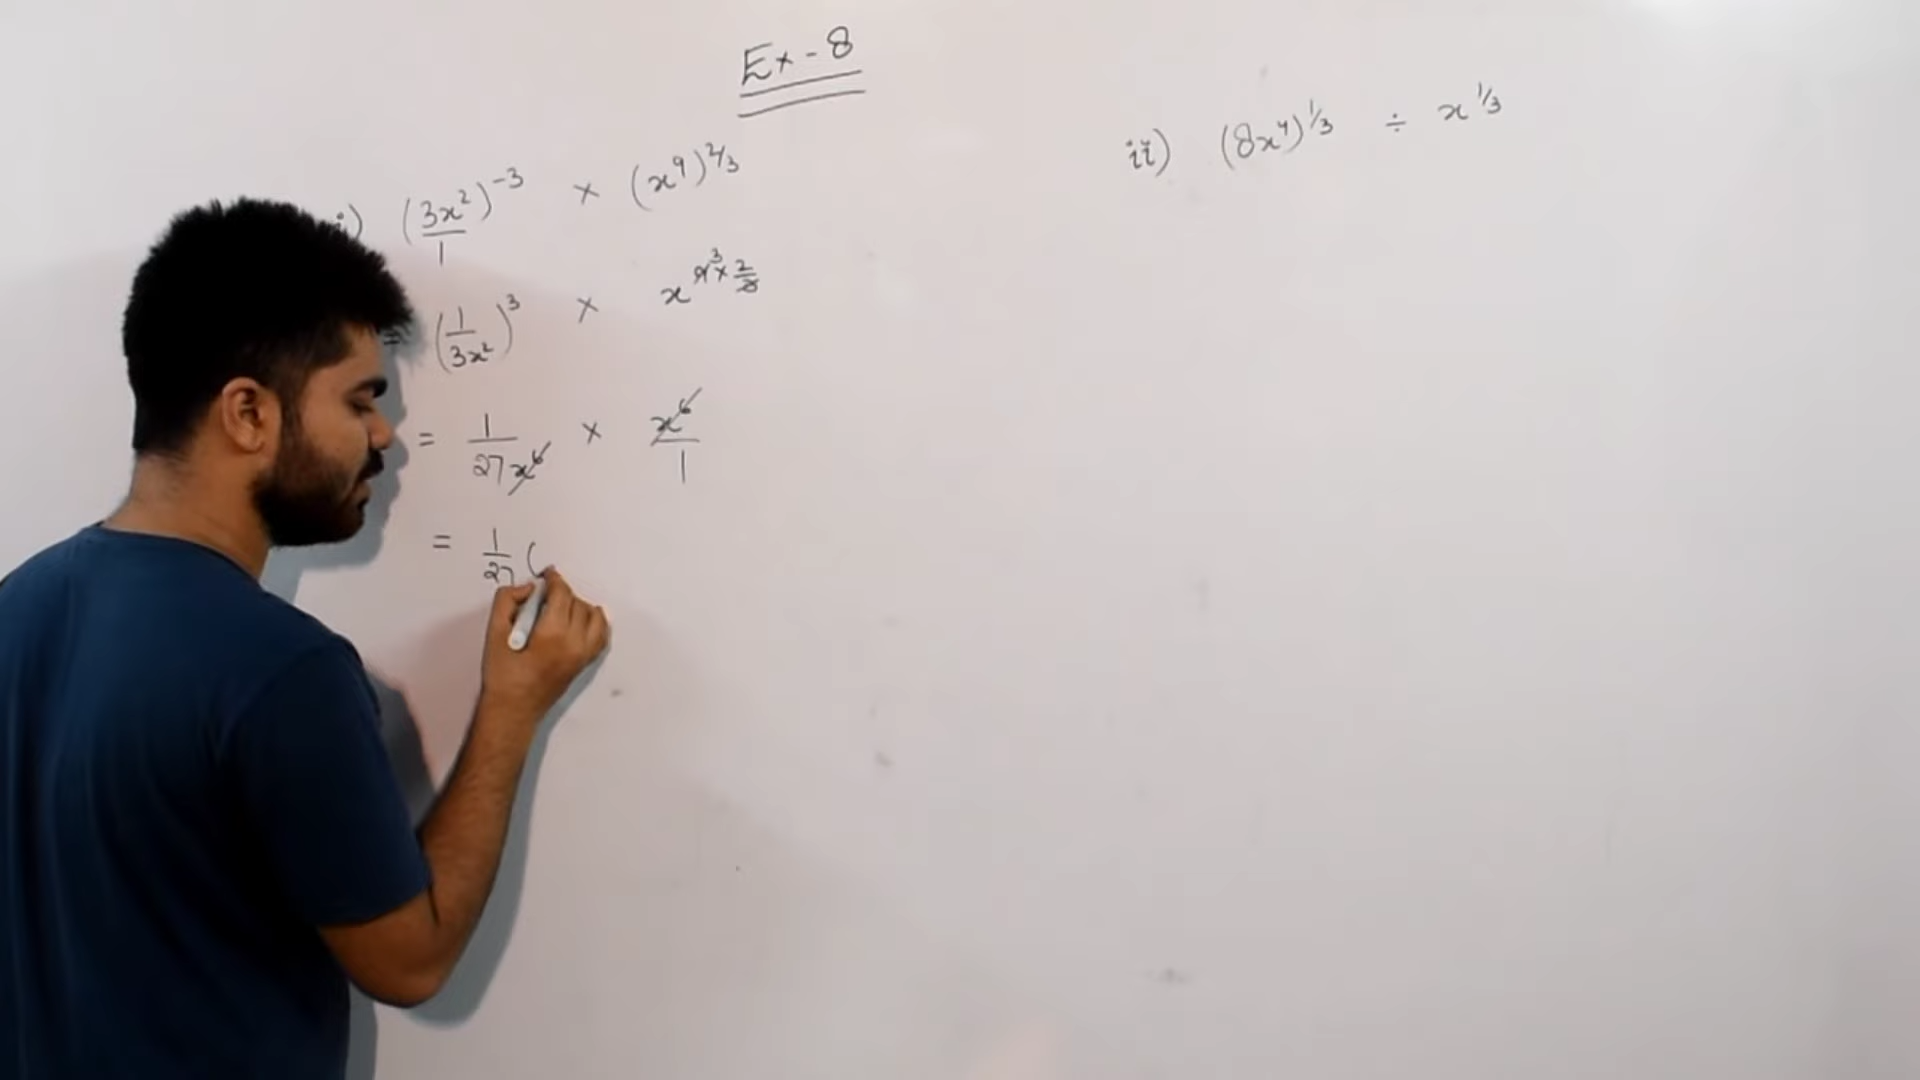 Ex - 8
i) (3x²/1)⁻³ × (x⁹)^2/3
= (1/3x²)³ × x^9³×2/3
= 1/27x⁶ × x⁶/1
= 1/27 (
ii) (8x⁴)^1/3 ÷ x^1/3